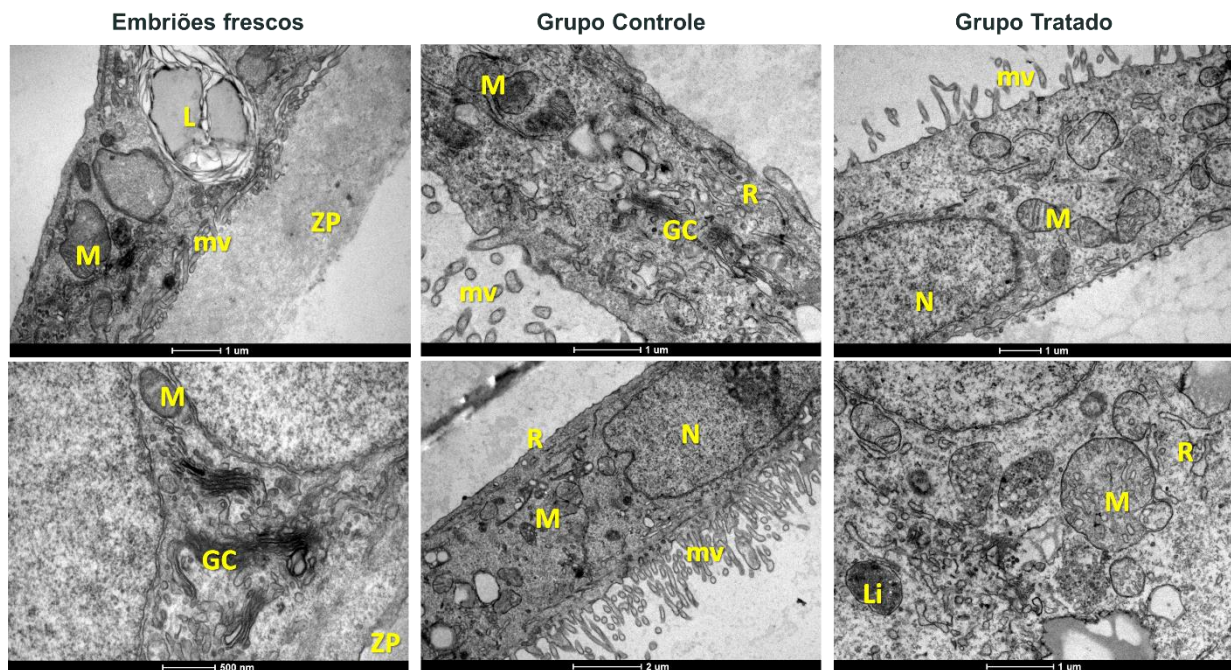 Embriões frescos
Grupo Controle
Grupo Tratado
L
ZP
M
mv
1 um
M
R
GC
mv
1 um
mv
M
N
1 um
M
GC
ZP
500 nm
N
R
M
mv
2 um
R
M
Li
1 um